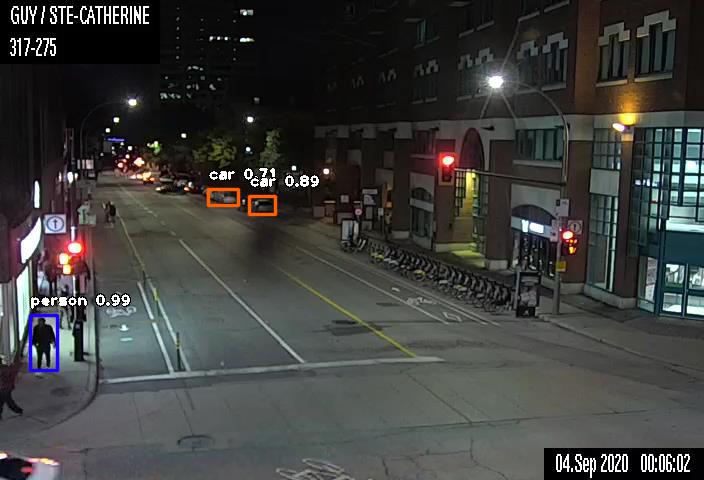 GUY / STE-CATHERINE
317-275
car 0.71
car 0.89
person 0.99
04.Sep 2020 00:06:02